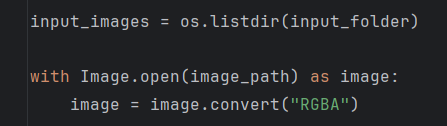 input_images = os.listdir(input_folder)
with Image.open(image_path) as image:
    image = image.convert("RGBA")